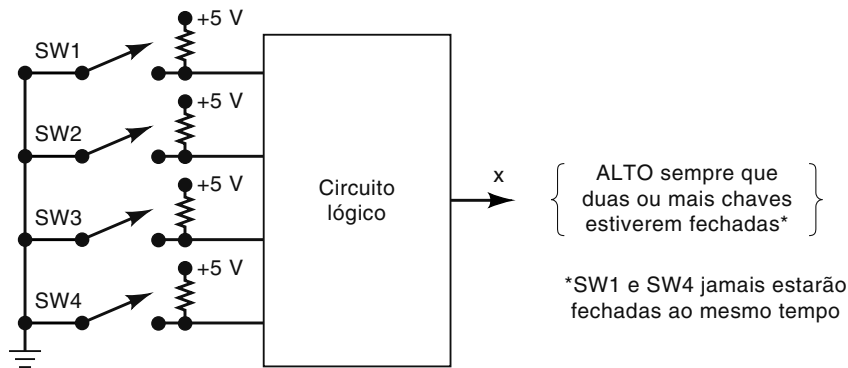 +5 V
SW1
+5 V
SW2
+5 V
SW3
+5 V
SW4
Circuito
lógico
x
ALTO sempre que
duas ou mais chaves
estiverem fechadas*
*SW1 e SW4 jamais estarão
fechadas ao mesmo tempo